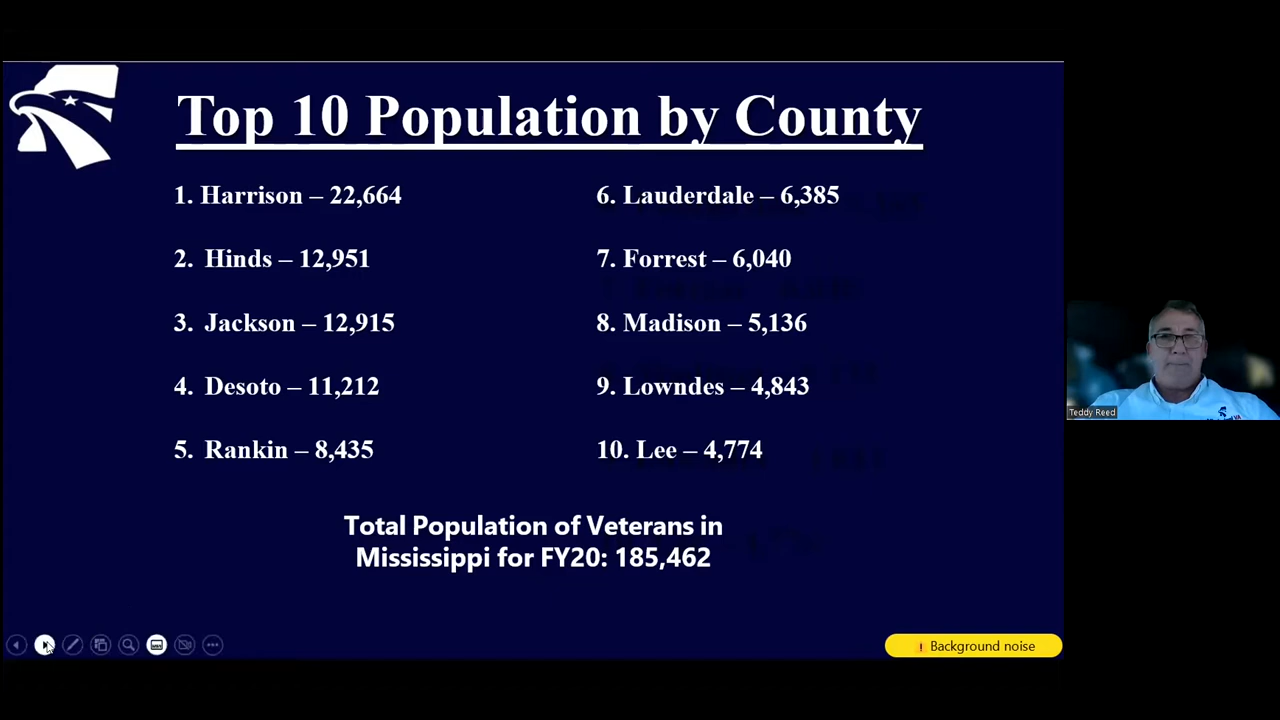 Top 10 Population by County
1. Harrison – 22,664
2. Hinds – 12,951
3. Jackson – 12,915
4. Desoto – 11,212
5. Rankin – 8,435
6. Lauderdale – 6,385
7. Forrest – 6,040
8. Madison – 5,136
9. Lowndes – 4,843
10. Lee – 4,774
Total Population of Veterans in
Mississippi for FY20: 185,462
Background noise
Teddy Reed